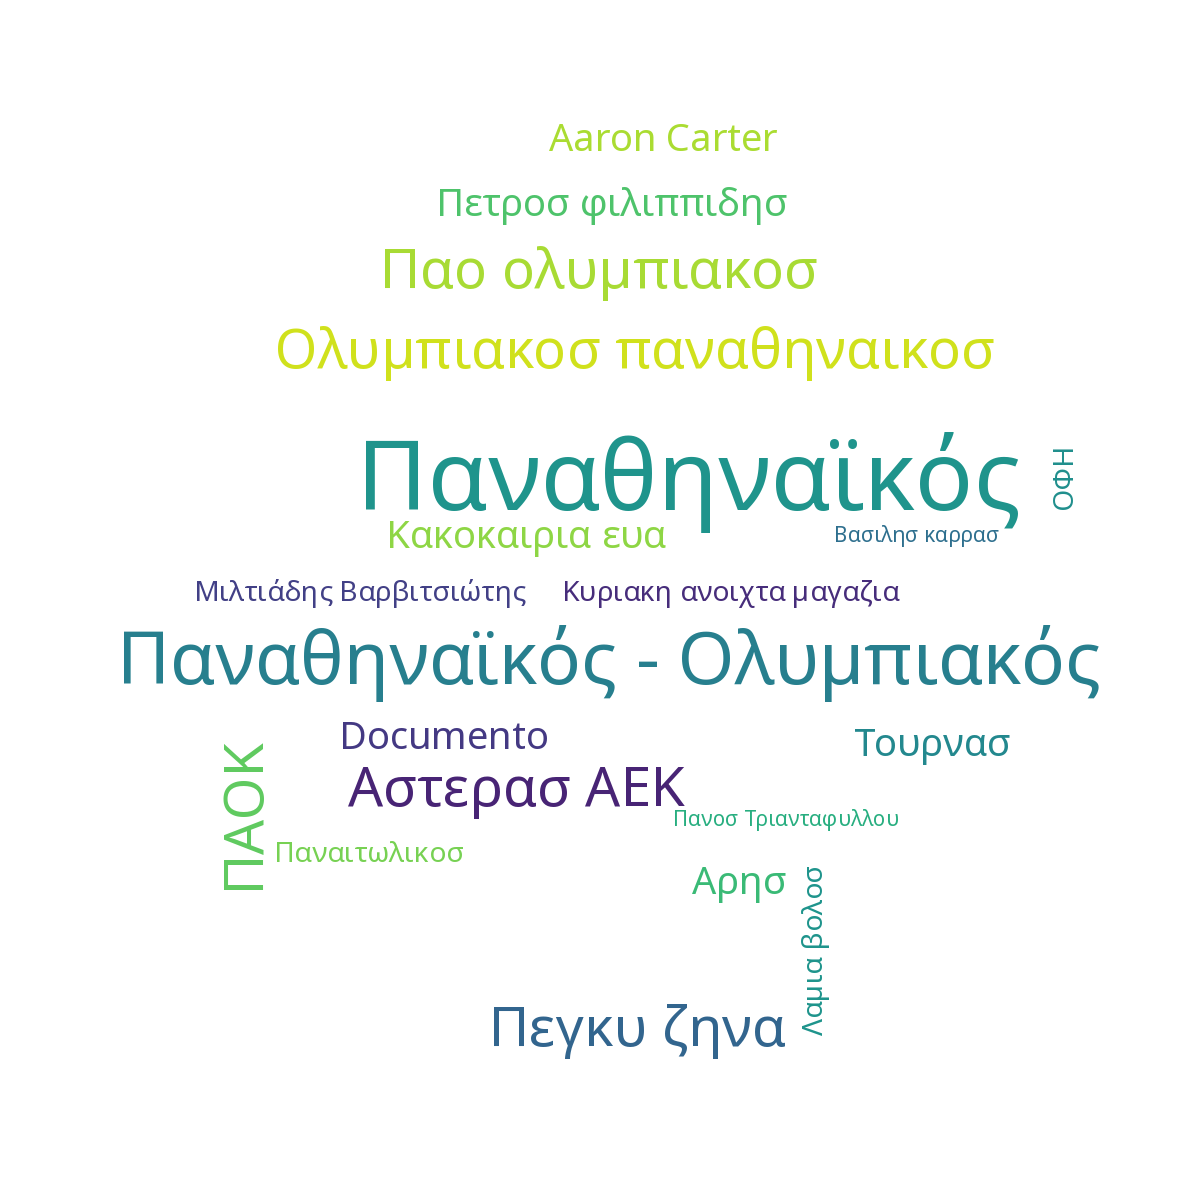 Aaron Carter
Πετροσ φιλιππιδησ
Παο ολυμπιακοσ
Ολυμπιακοσ παναθηναικοσ
Παναθηναϊκός
ΟΦΗ
Κακοκαιρια ευα
Βασιλησ καρρασ
Μιλτιάδης Βαρβιτσιώτης
Κυριακη ανοιχτα μαγαζια
Παναθηναϊκός - Ολυμπιακός
Documento
Τουρνασ
ΠΑΟΚ
Αστερασ ΑΕΚ
Πανοσ Τριανταφυλλου
Παναιτωλικοσ
Αρησ
Λαμια βολοσ
Πεγκυ ζηνα